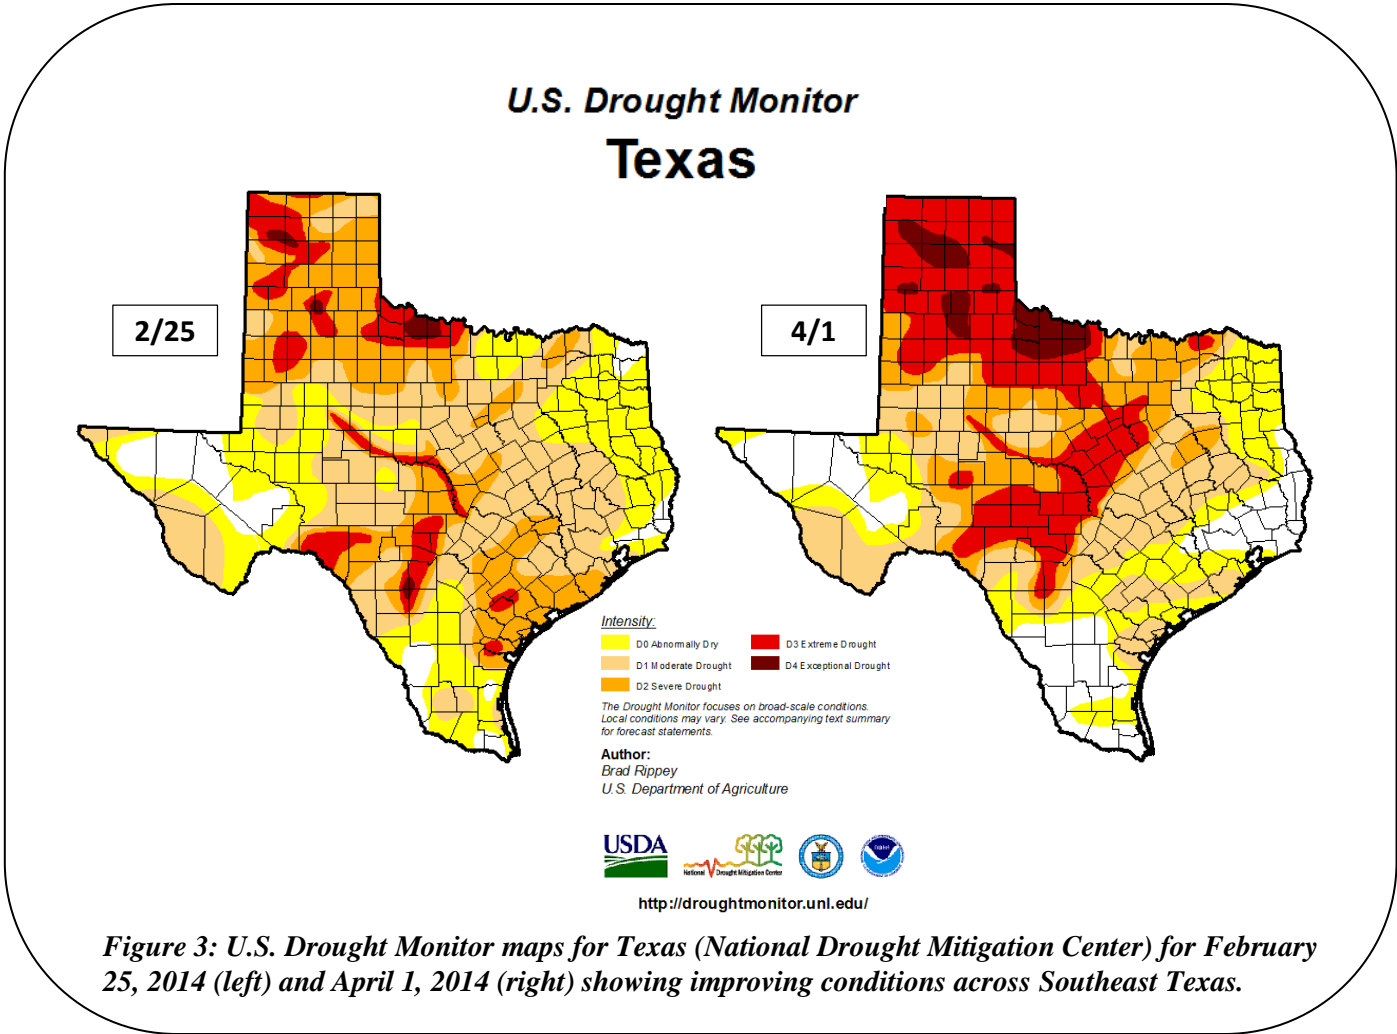 U.S. Drought Monitor
Texas
2/25
4/1
Intensity:
D0 Abnormally Dry
D1 Moderate Drought
D2 Severe Drought
D3 Extreme Drought
D4 Exceptional Drought
The Drought Monitor focuses on broad-scale conditions.
Local conditions may vary. See accompanying text summary
for forecast statements.
Author:
Brad Rippey
U.S. Department of Agriculture
USDA
National Drought Mitigation Center
http://droughtmonitor.unl.edu/
Figure 3: U.S. Drought Monitor maps for Texas (National Drought Mitigation Center) for February
25, 2014 (left) and April 1, 2014 (right) showing improving conditions across Southeast Texas.